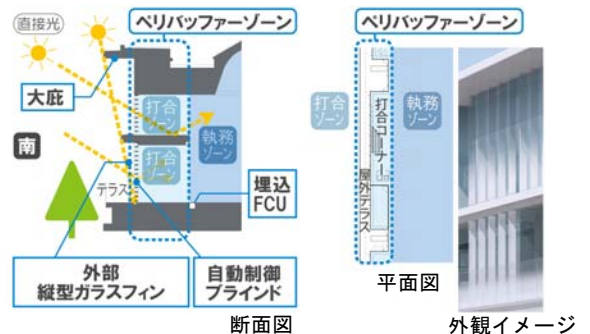 直接光
ペリバッファーゾーン
大庇
南
打合
ゾーン
執務
ゾーン
打合
ゾーン
テラス
埋込
FCU
外部
縦型ガラスフィン
自動制御
ブラインド
断面図
ペリバッファーゾーン
打合
ゾーン
打合コーナー
執務
ゾーン
屋外テラス
平面図
外観イメージ